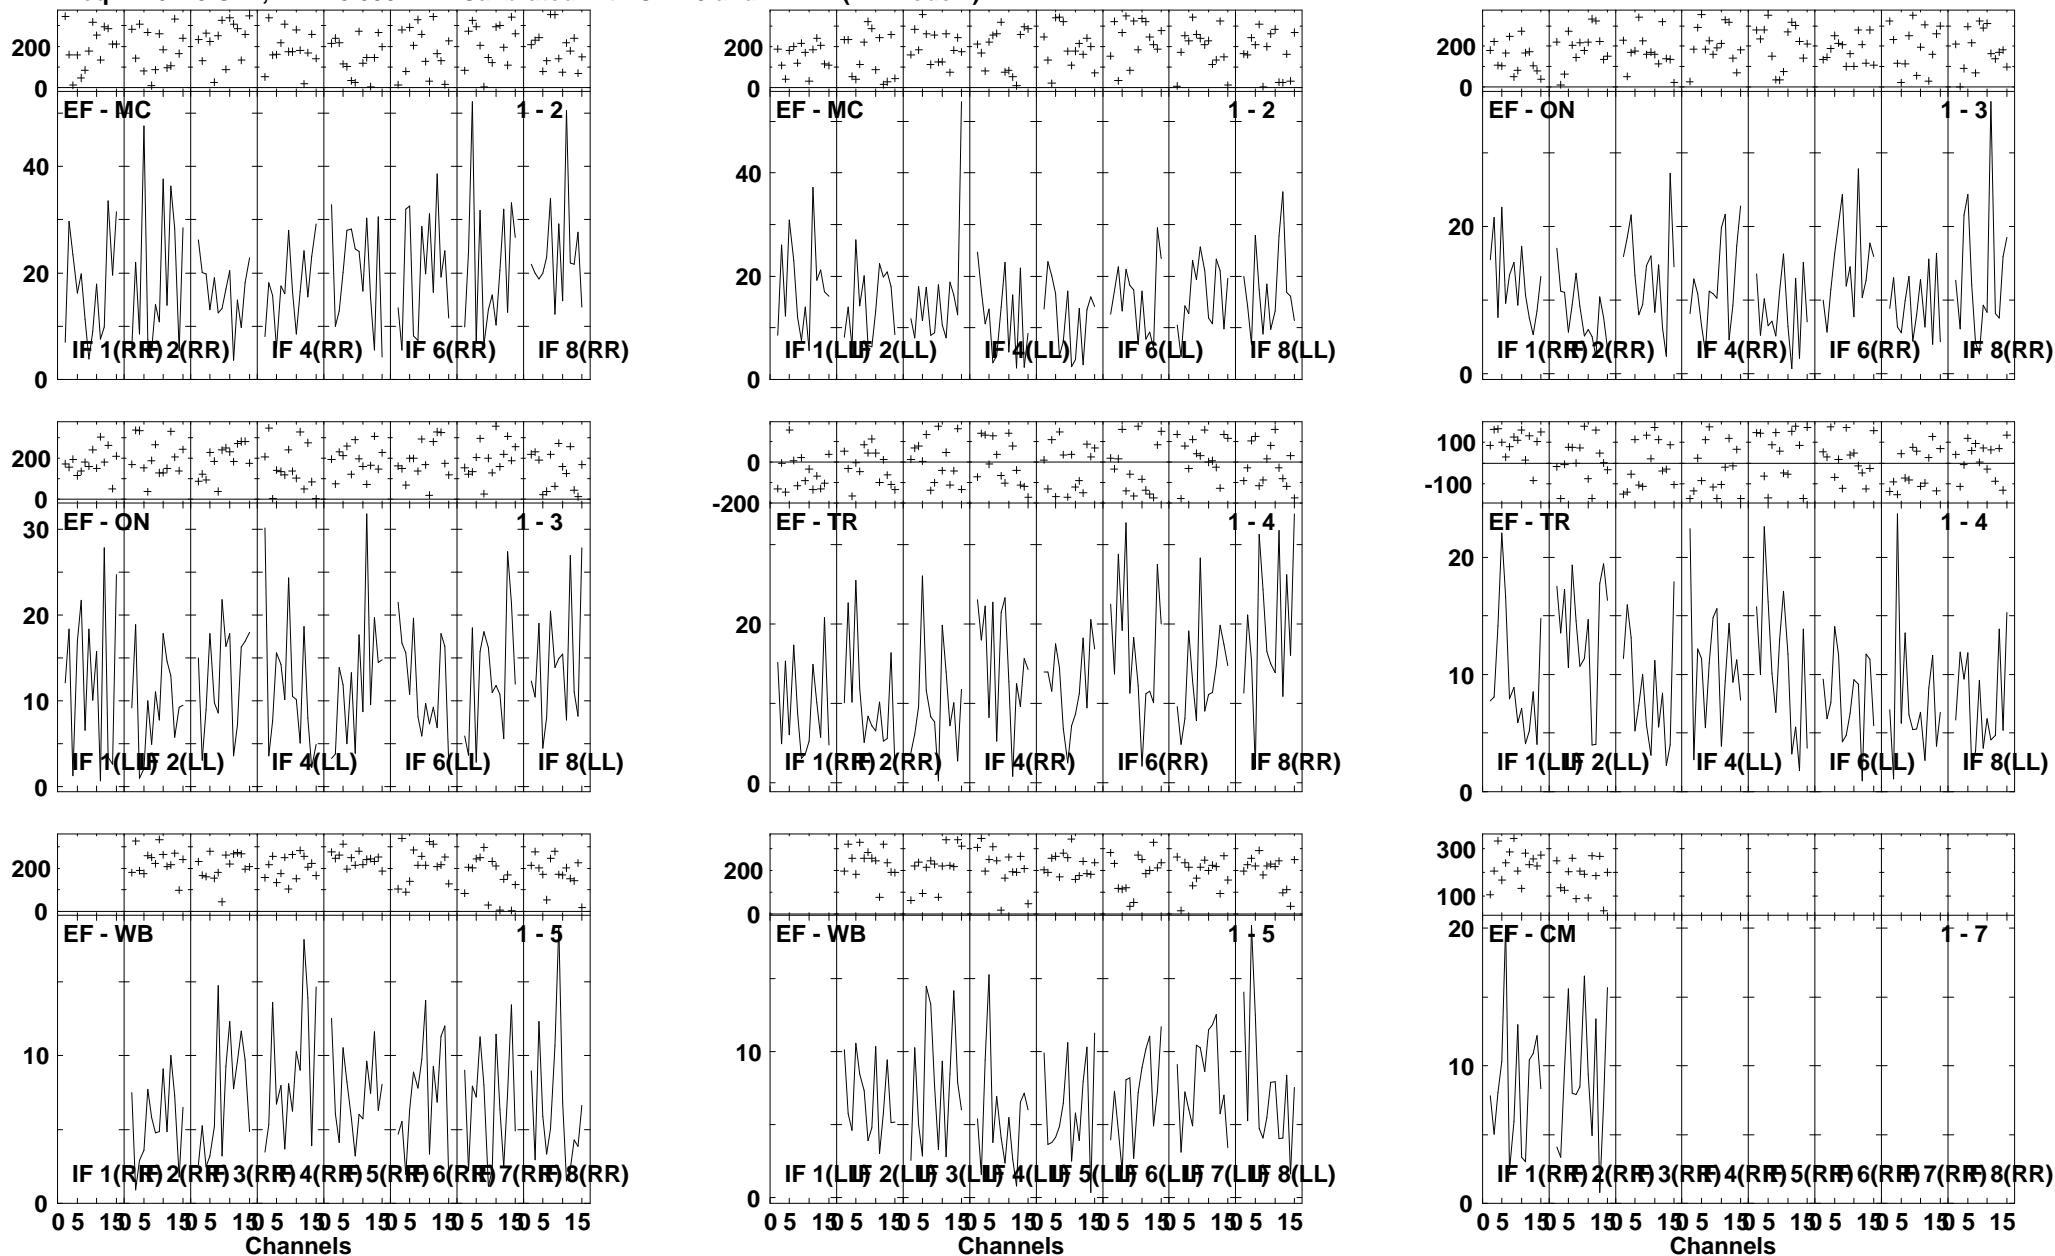 200
0
EF - MC 1 - 2
40
20
0
IF 1(RR) IF 2(RR) IF 4(RR) IF 6(RR) IF 8(RR)
200
0
EF - MC 1 - 2
40
20
0
IF 1(LL) IF 2(LL) IF 4(LL) IF 6(LL) IF 8(LL)
200
0
EF - ON 1 - 3
20
0
IF 1(RR) IF 2(RR) IF 4(RR) IF 6(RR) IF 8(RR)
200
0
EF - ON 1 - 3
30
20
10
0
IF 1(LL) IF 2(LL) IF 4(LL) IF 6(LL) IF 8(LL)
0
-200
EF - TR 1 - 4
20
0
IF 1(RR) IF 2(RR) IF 4(RR) IF 6(RR) IF 8(RR)
100
-100
EF - TR 1 - 4
20
10
0
IF 1(LL) IF 2(LL) IF 4(LL) IF 6(LL) IF 8(LL)
200
0
EF - WB 1 - 5
10
0
IF 1(RR) IF 2(RR) IF 3(RR) IF 4(RR) IF 5(RR) IF 6(RR) IF 7(RR) IF 8(RR)
0 5 15 0 5 15 0 5 15 0 5 15 0 5 15 0 5 15 0 5 15 0 5 15
Channels
200
0
EF - WB 1 - 5
10
0
IF 1(LL) IF 2(LL) IF 3(LL) IF 4(LL) IF 5(LL) IF 6(LL) IF 7(LL) IF 8(LL)
0 5 15 0 5 15 0 5 15 0 5 15 0 5 15 0 5 15 0 5 15 0 5 15
Channels
300
100
EF - CM 1 - 7
20
10
0
IF 1(RR) IF 2(RR) IF 3(RR) IF 4(RR) IF 5(RR) IF 6(RR) IF 7(RR) IF 8(RR)
0 5 15 0 5 15 0 5 15 0 5 15 0 5 15 0 5 15 0 5 15 0 5 15
Channels